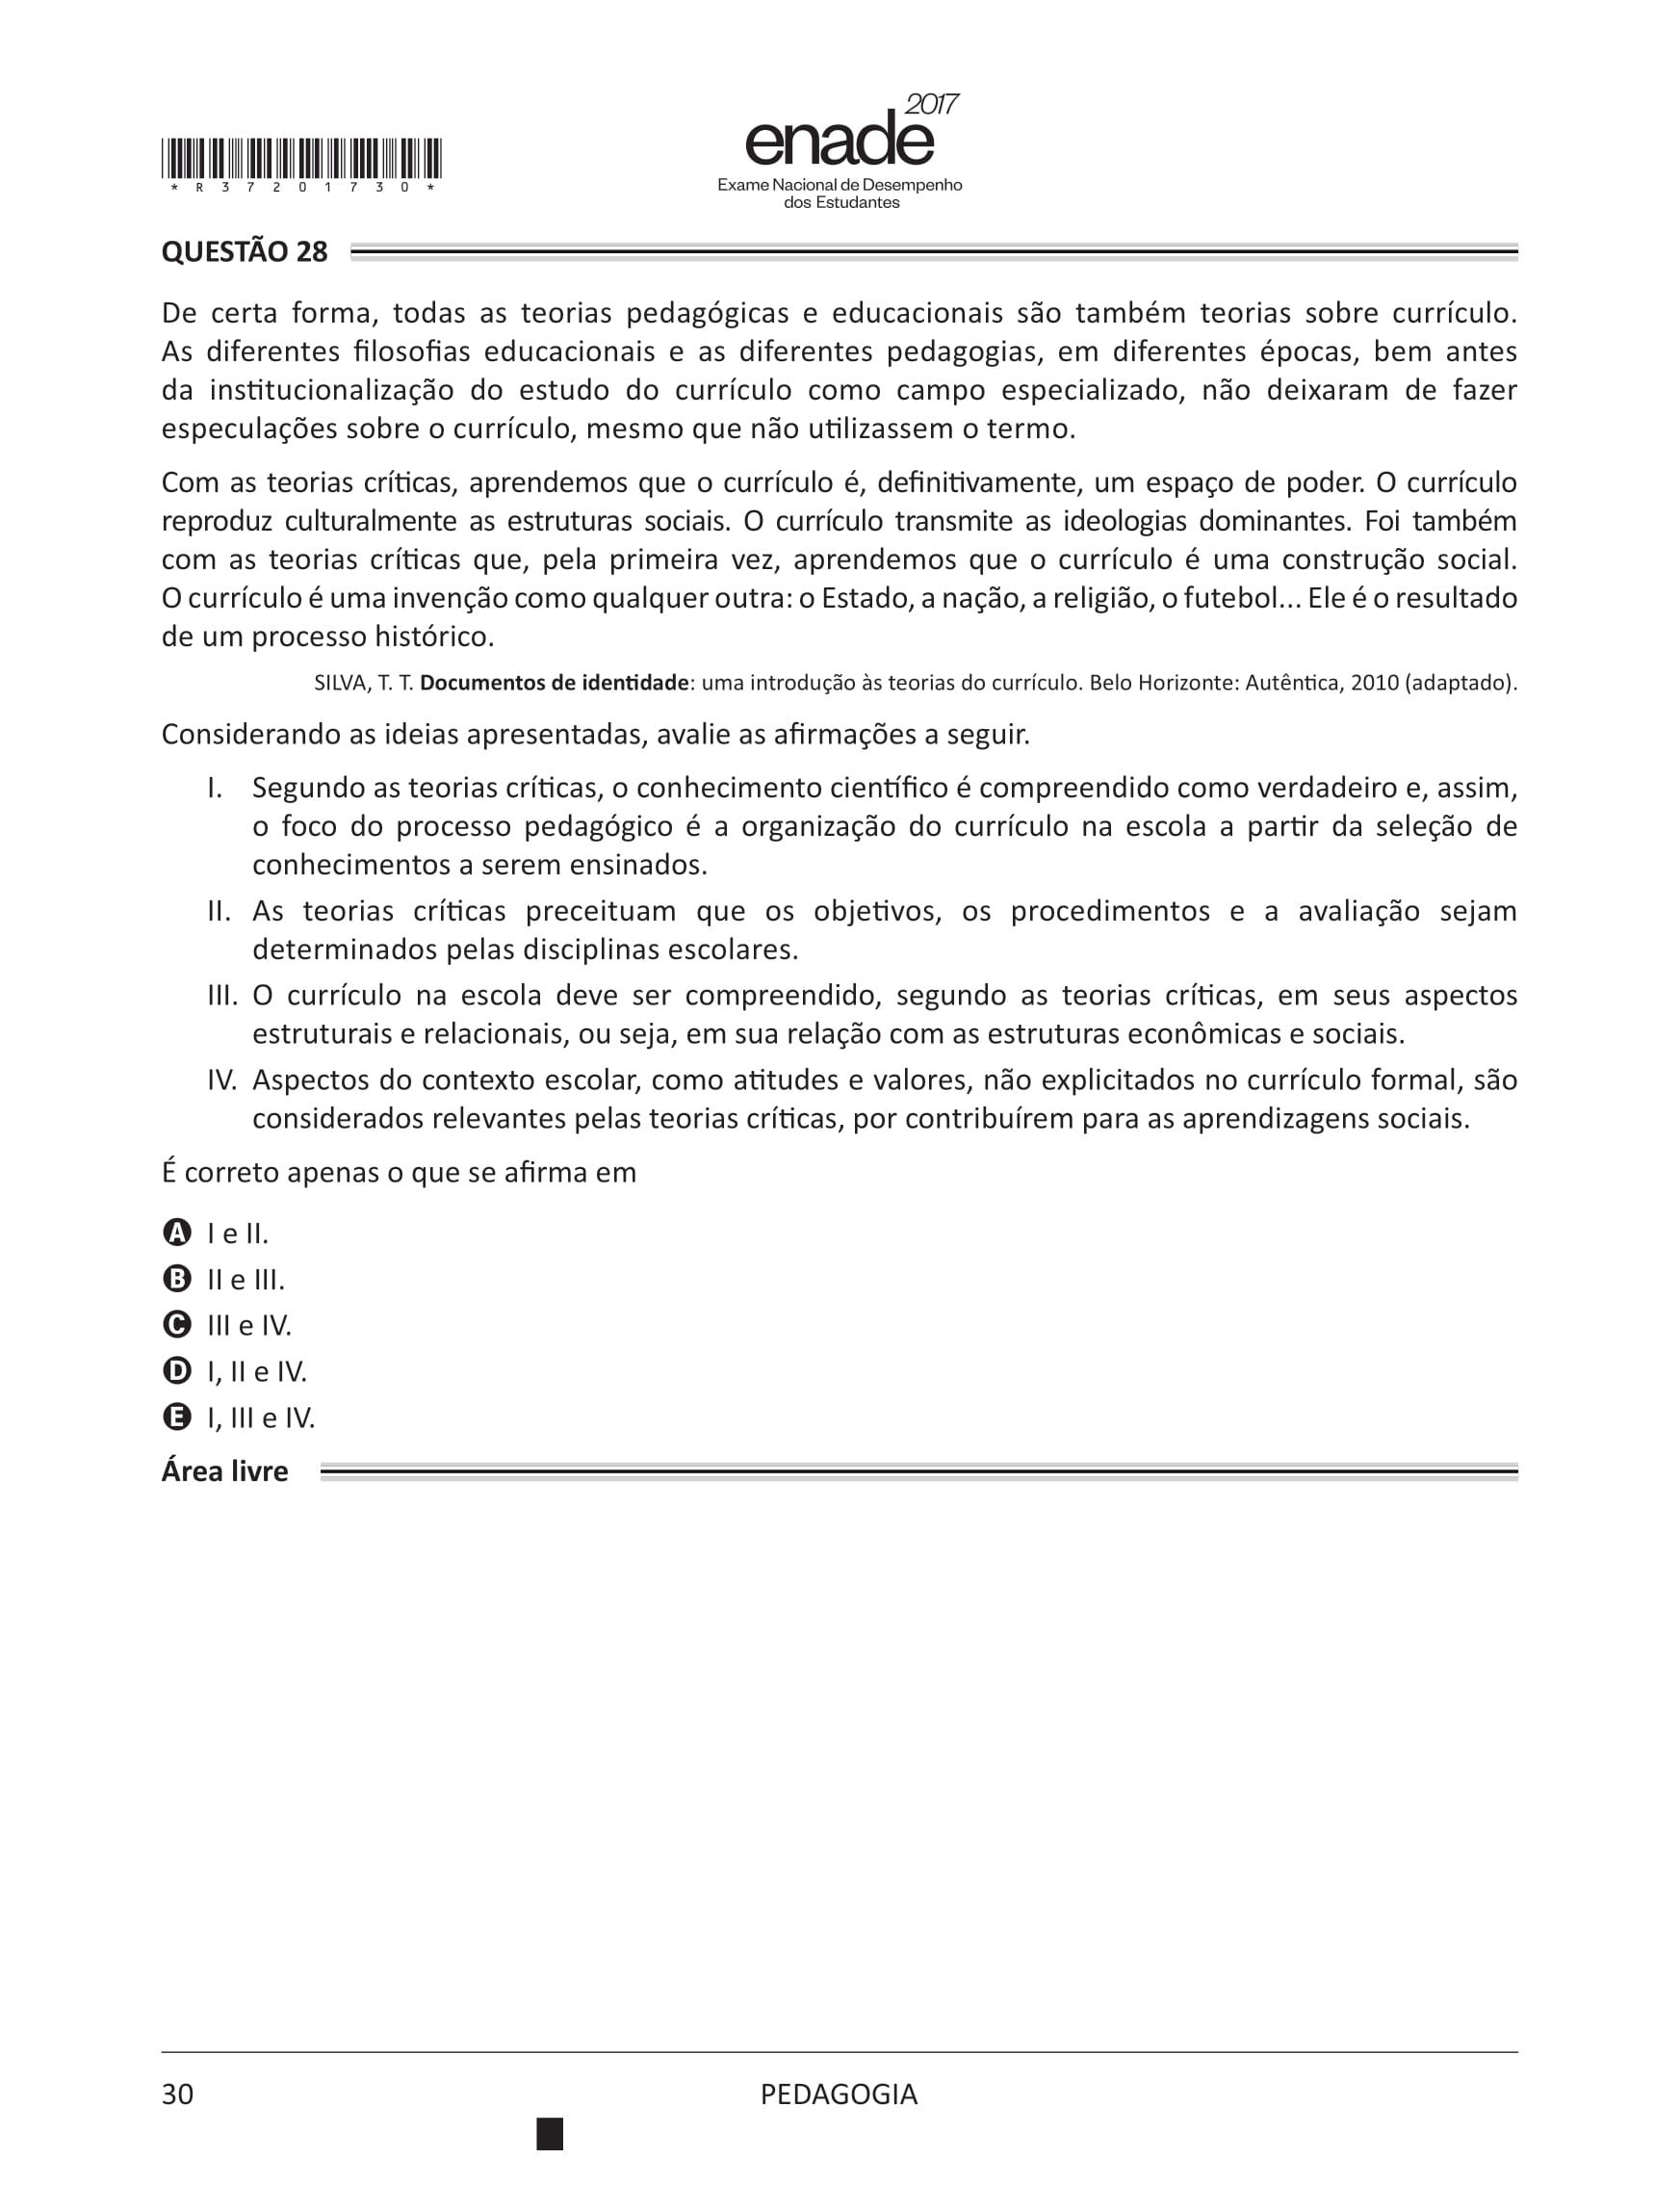 2017
enade
Exame Nacional de Desempenho
dos Estudantes
* R 3 7 2 0 1 7 3 0 *
QUESTÃO 28
De certa forma, todas as teorias pedagógicas e educacionais são também teorias sobre currículo.
As diferentes filosofias educacionais e as diferentes pedagogias, em diferentes épocas, bem antes
da institucionalização do estudo do currículo como campo especializado, não deixaram de fazer
especulações sobre o currículo, mesmo que não utilizassem o termo.
Com as teorias críticas, aprendemos que o currículo é, definitivamente, um espaço de poder. O currículo
reproduz culturalmente as estruturas sociais. O currículo transmite as ideologias dominantes. Foi também
com as teorias críticas que, pela primeira vez, aprendemos que o currículo é uma construção social.
O currículo é uma invenção como qualquer outra: o Estado, a nação, a religião, o futebol... Ele é o resultado
de um processo histórico.
SILVA, T. T. Documentos de identidade: uma introdução às teorias do currículo. Belo Horizonte: Autêntica, 2010 (adaptado).
Considerando as ideias apresentadas, avalie as afirmações a seguir.
I. Segundo as teorias críticas, o conhecimento científico é compreendido como verdadeiro e, assim,
o foco do processo pedagógico é a organização do currículo na escola a partir da seleção de
conhecimentos a serem ensinados.
II. As teorias críticas preceituam que os objetivos, os procedimentos e a avaliação sejam
determinados pelas disciplinas escolares.
III. O currículo na escola deve ser compreendido, segundo as teorias críticas, em seus aspectos
estruturais e relacionais, ou seja, em sua relação com as estruturas econômicas e sociais.
IV. Aspectos do contexto escolar, como atitudes e valores, não explicitados no currículo formal, são
considerados relevantes pelas teorias críticas, por contribuírem para as aprendizagens sociais.
É correto apenas o que se afirma em
A I e II.
B II e III.
C III e IV.
D I, II e IV.
E I, III e IV.
Área livre
30
PEDAGOGIA